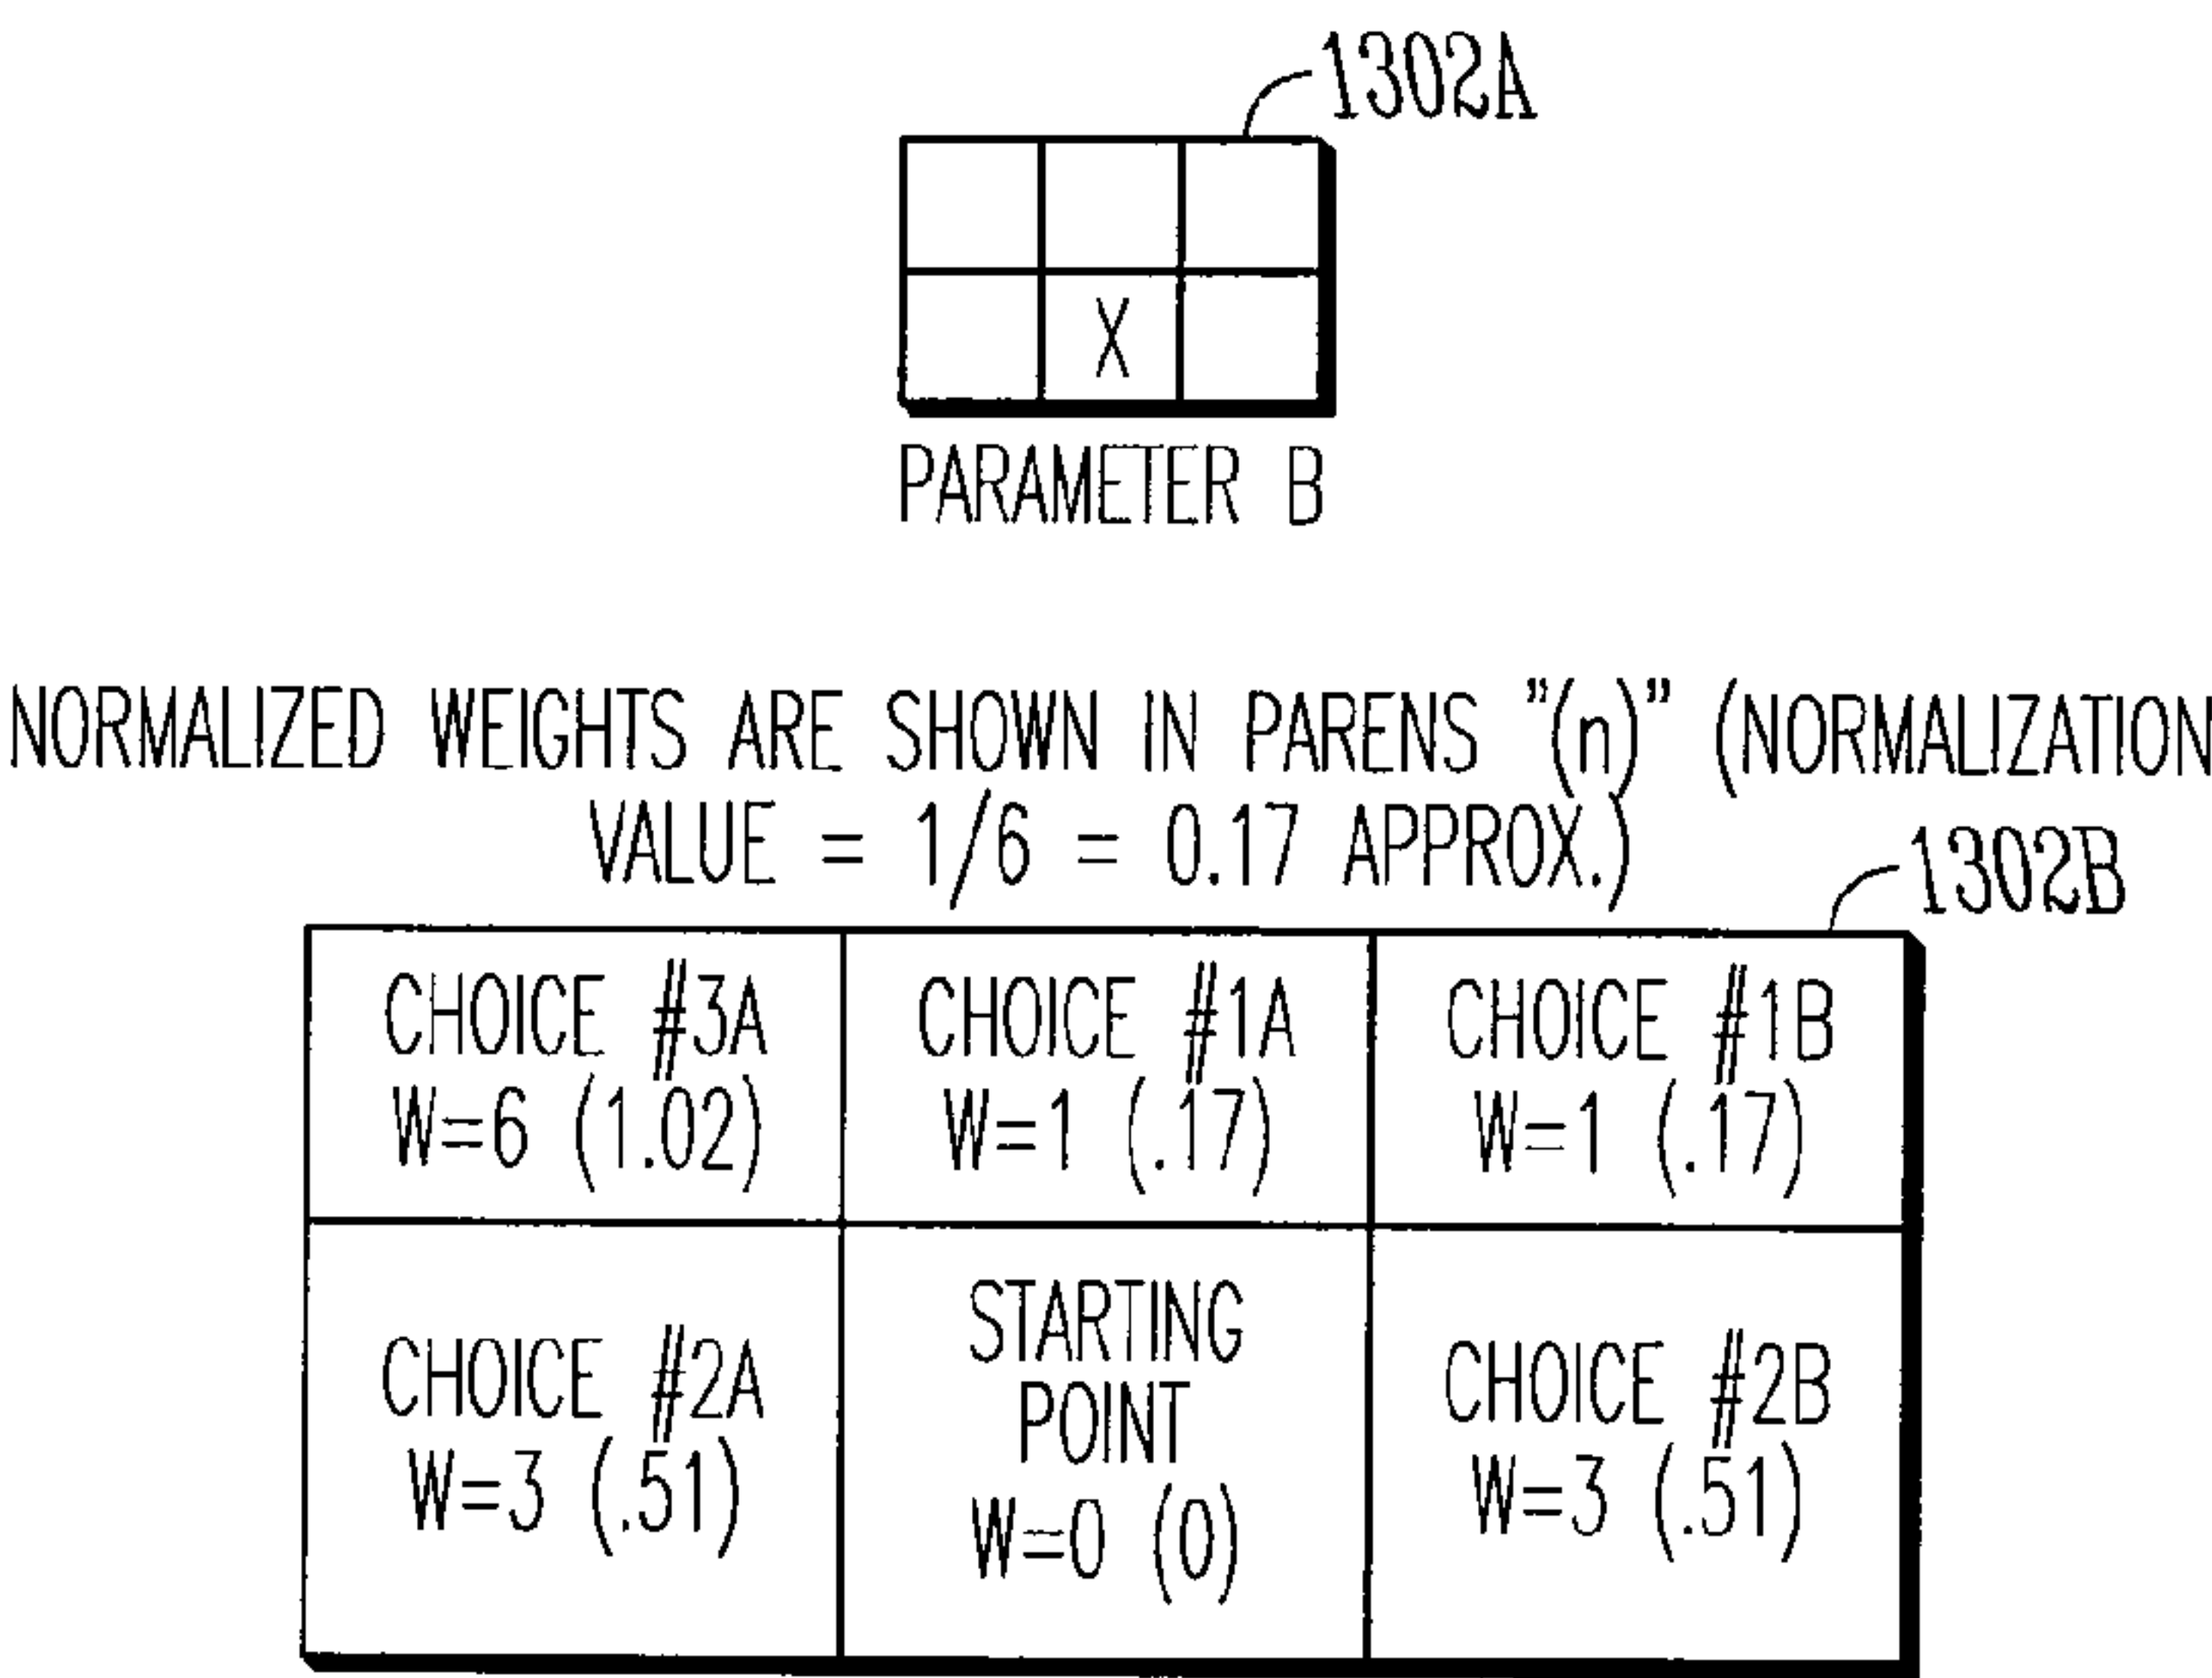 1302A
X
PARAMETER B
NORMALIZED WEIGHTS ARE SHOWN IN PARENS "(n)" (NORMALIZATION
VALUE = 1/6 = 0.17 APPROX.)
1302B
CHOICE #3A
W=6 (1.02)
CHOICE #1A
W=1 (.17)
CHOICE #1B
W=1 (.17)
CHOICE #2A
W=3 (.51)
STARTING
POINT
W=0 (0)
CHOICE #2B
W=3 (.51)